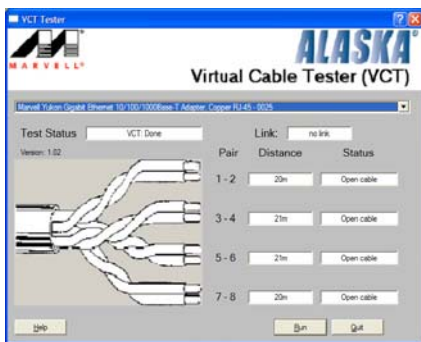 VCT Tester
MARVELL®
ALASKA®
Virtual Cable Tester (VCT)
Marvell Yukon Gigabit Ethernet 10/100/1000Base-T Adapter, Copper RJ-45 - 0025
Test Status VCT: Done Link: no link
Version: 1.02
Pair Distance Status
1 - 2 20m Open cable
3 - 4 21m Open cable
5 - 6 21m Open cable
7 - 8 20m Open cable
Help Run Quit